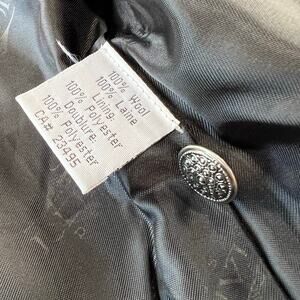 100% Wool
100% Laine
Lining:
100% Polyester
Doublure:
100% Polyester
CA# 23495